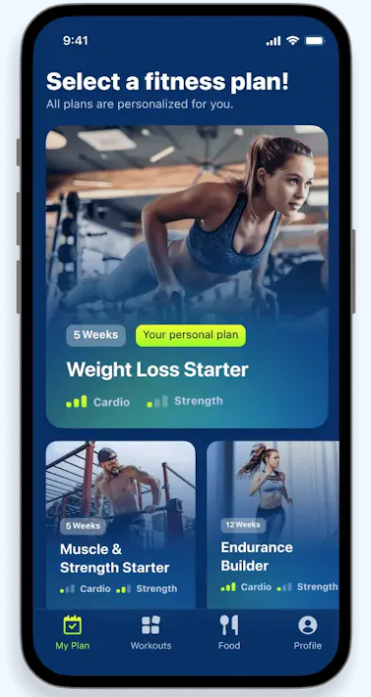 9:41
Select a fitness plan!
All plans are personalized for you.
5 Weeks
Your personal plan
Weight Loss Starter
Cardio
Strength
5 Weeks
Muscle &
Strength Starter
Cardio
Strength
12 Weeks
Endurance
Builder
Cardio
Strength
My Plan
Workouts
Food
Profile